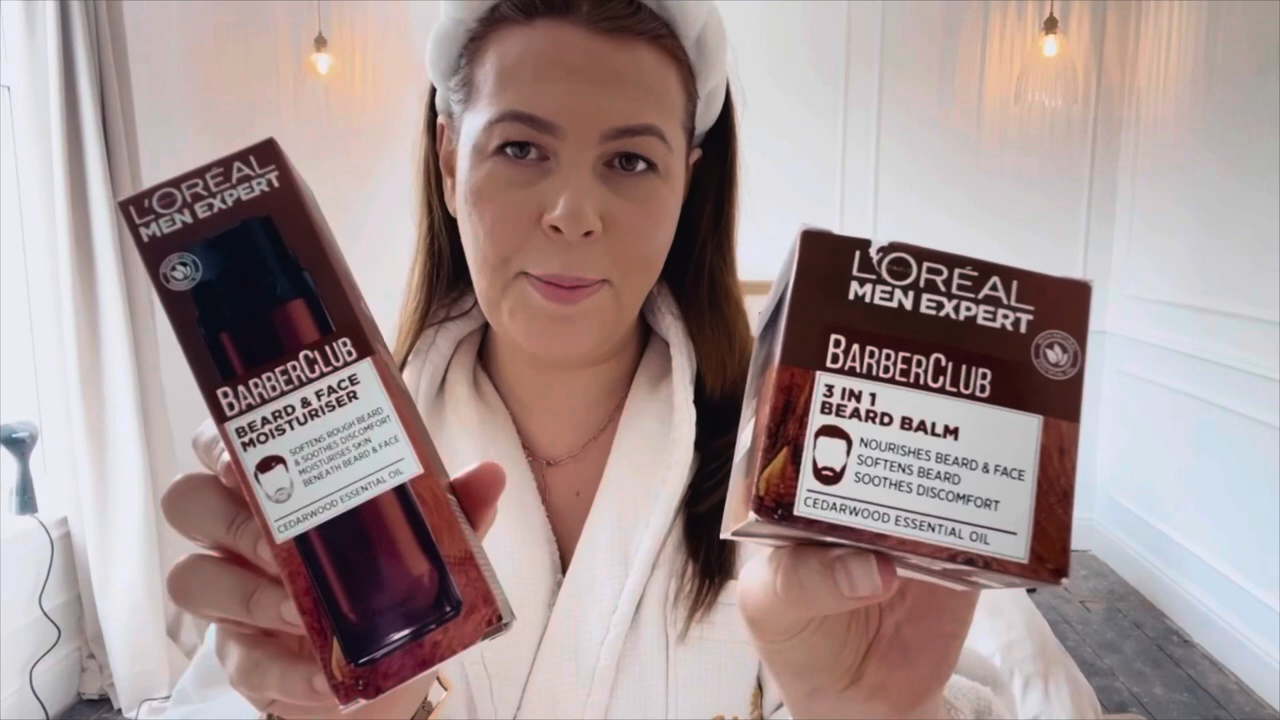 L'ORÉAL
MEN EXPERT
BARBERCLUB
BEARD & FACE
MOISTURISER
SOFTENS ROUGH BEARD
& SOOTHES DISCOMFORT
MOISTURISES SKIN
BENEATH BEARD & FACE
CEDARWOOD ESSENTIAL OIL
L'ORÉAL
MEN EXPERT
BARBERCLUB
3 IN 1
BEARD BALM
NOURISHES BEARD & FACE
SOFTENS BEARD
SOOTHES DISCOMFORT
CEDARWOOD ESSENTIAL OIL